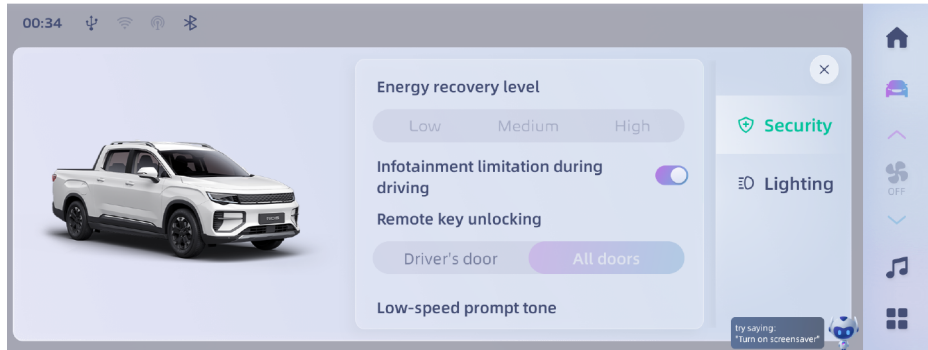 00:34
Energy recovery level
Low Medium High
Infotainment limitation during
driving
Remote key unlocking
Driver's door All doors
Low-speed prompt tone
Security
Lighting
OFF
try saying:
"Turn on screensaver"